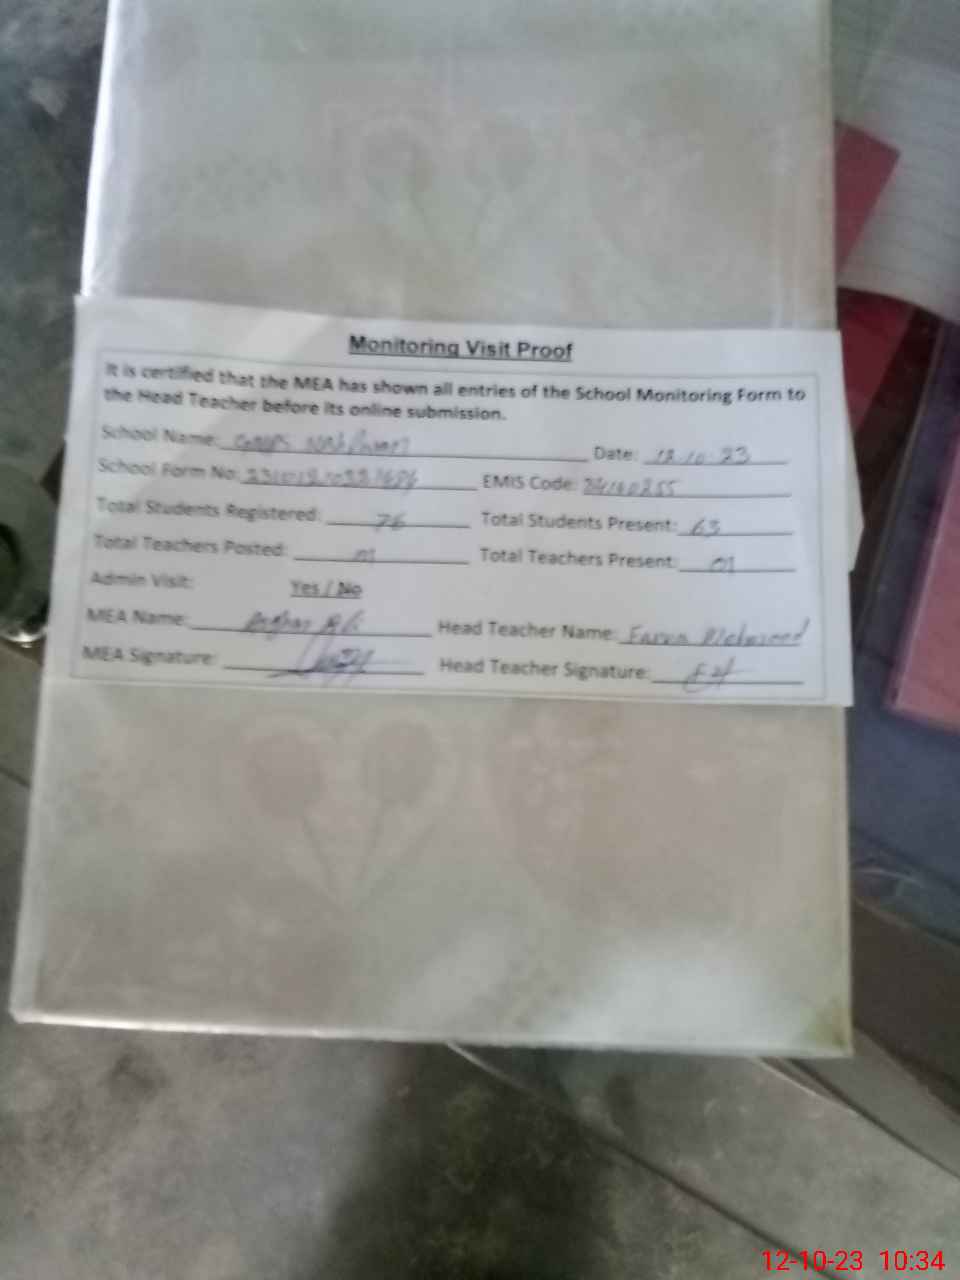 Monitoring Visit Proof
It is certified that the MEA has shown all entries of the School Monitoring Form to
the Head Teacher before its online submission.
School Name: Date: 12.10.23
School Form No: EMIS Code:
Total Students Registered: 76 Total Students Present: 63
Total Teachers Posted: 01 Total Teachers Present: 01
Admin Visit: Yes / No
MEA Name: Asghar Ali Head Teacher Name: Mehmood
MEA Signature: Head Teacher Signature:
12-10-23 10:34